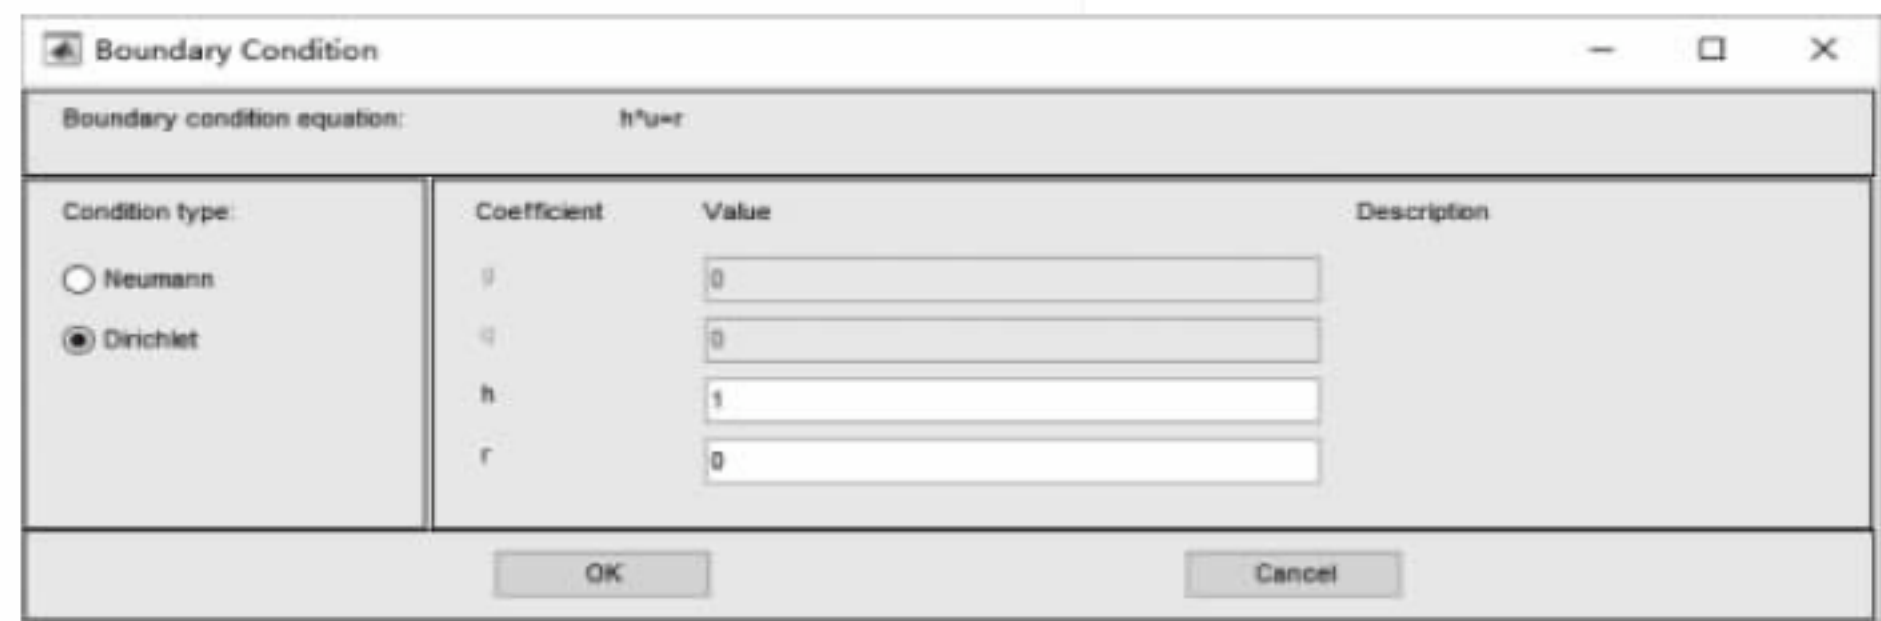 Boundary Condition
Boundary condition equation: h*u=r
Condition type: Coefficient Value Description
Neumann g 0
Dirichlet q 0
h 1
r 0
OK Cancel